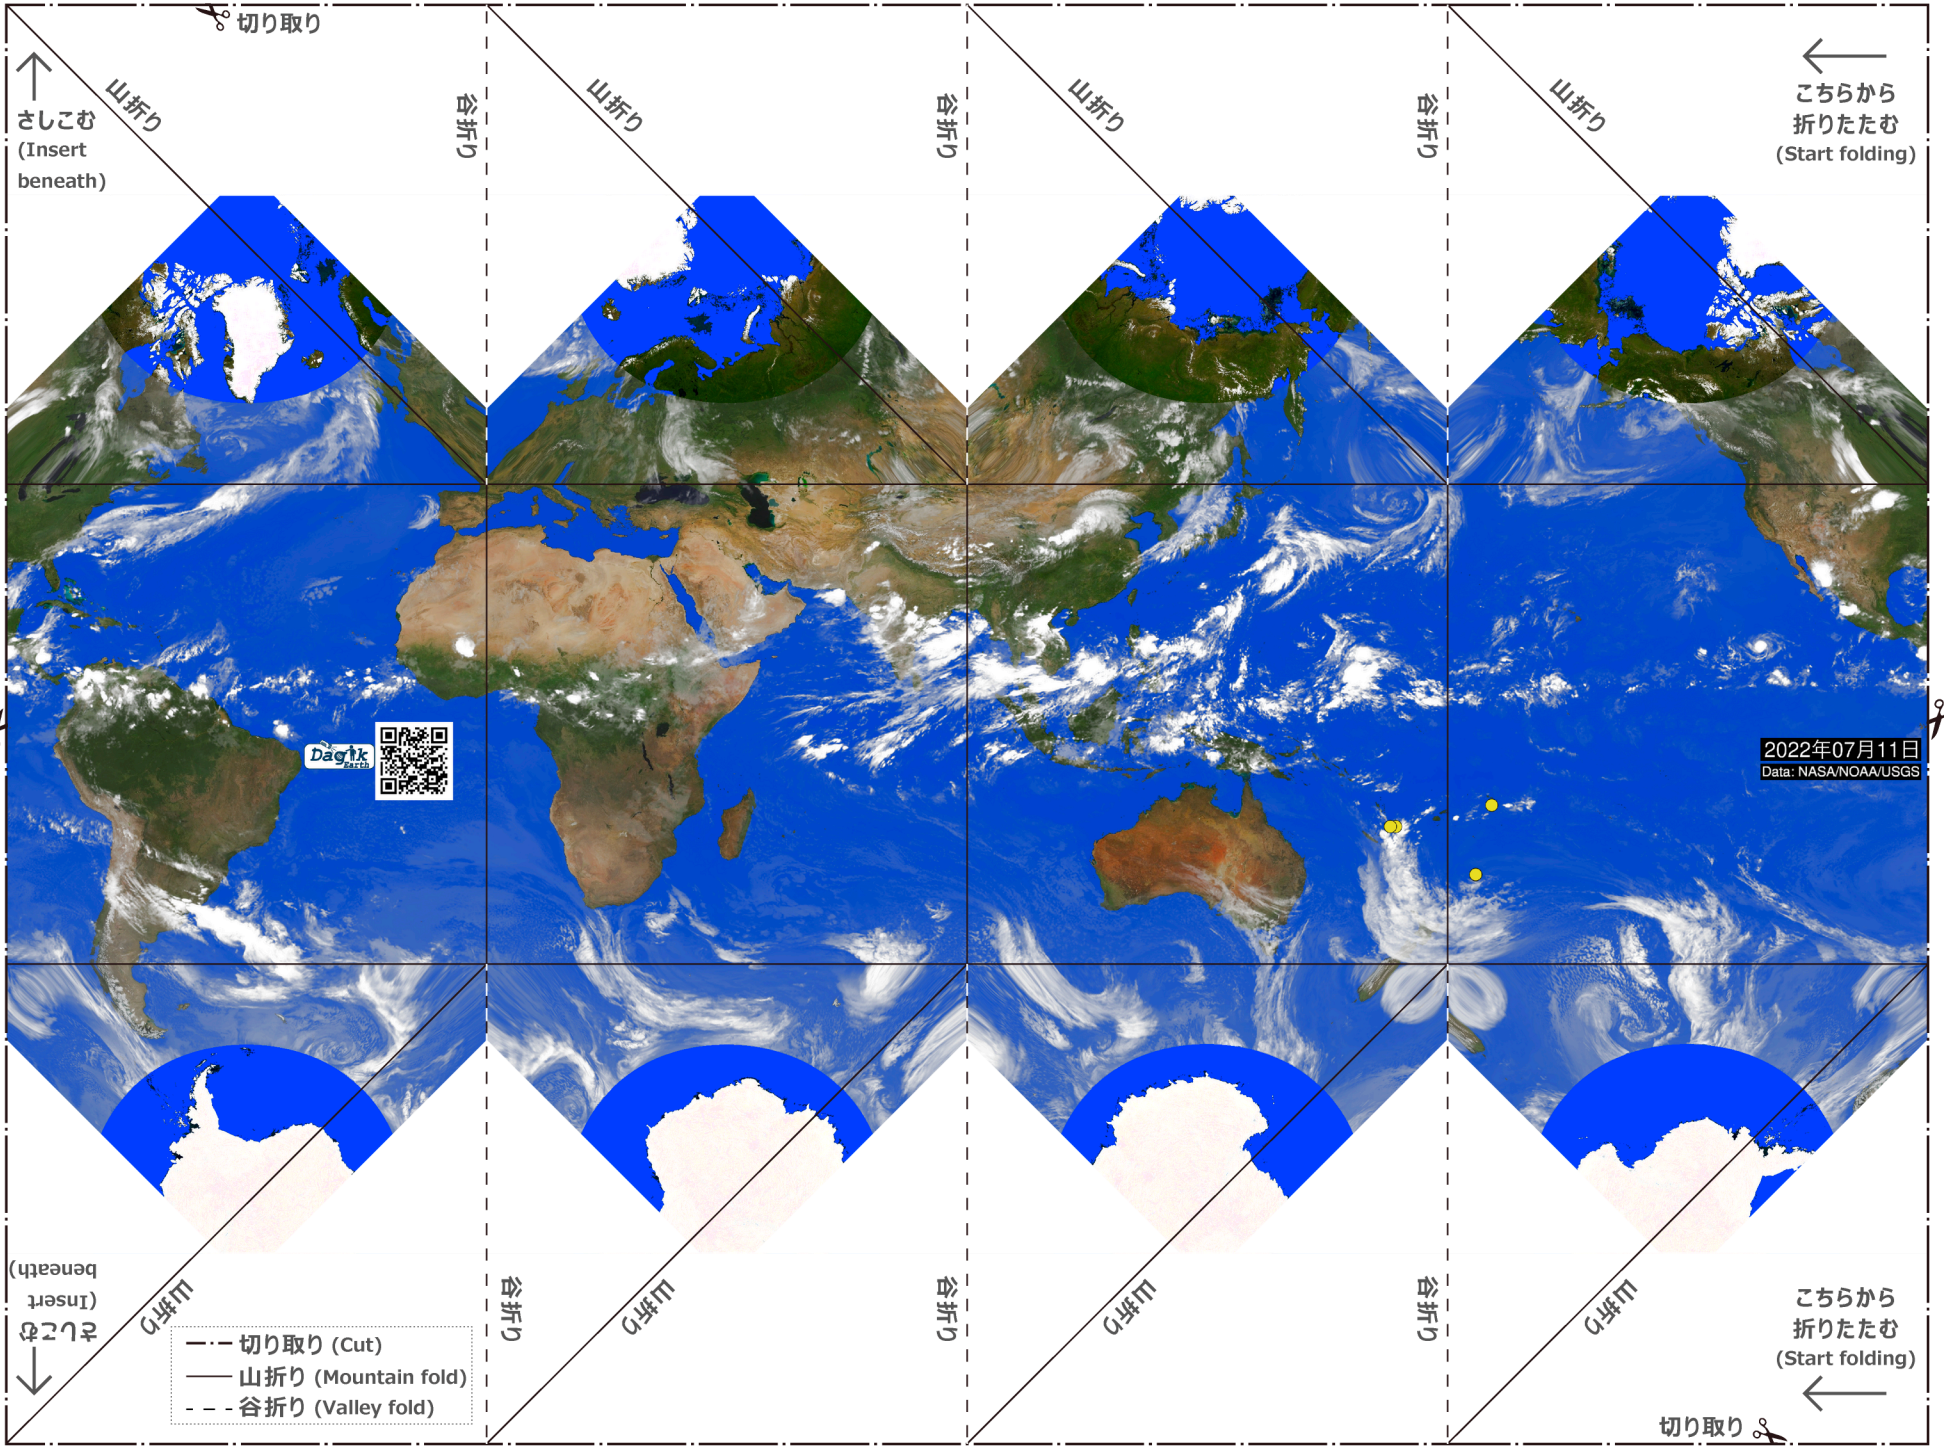 切り取り
山折り
谷折り
山折り
谷折り
山折り
谷折り
山折り
さしこむ
(Insert
beneath)
こちらから
折りたたむ
(Start folding)
Dagik
Earth
2022年07月11日
Data: NASA/NOAA/USGS
さしこむ
(Insert
beneath)
山折り
谷折り
山折り
谷折り
山折り
谷折り
山折り
こちらから
折りたたむ
(Start folding)
切り取り (Cut)
山折り (Mountain fold)
谷折り (Valley fold)
切り取り